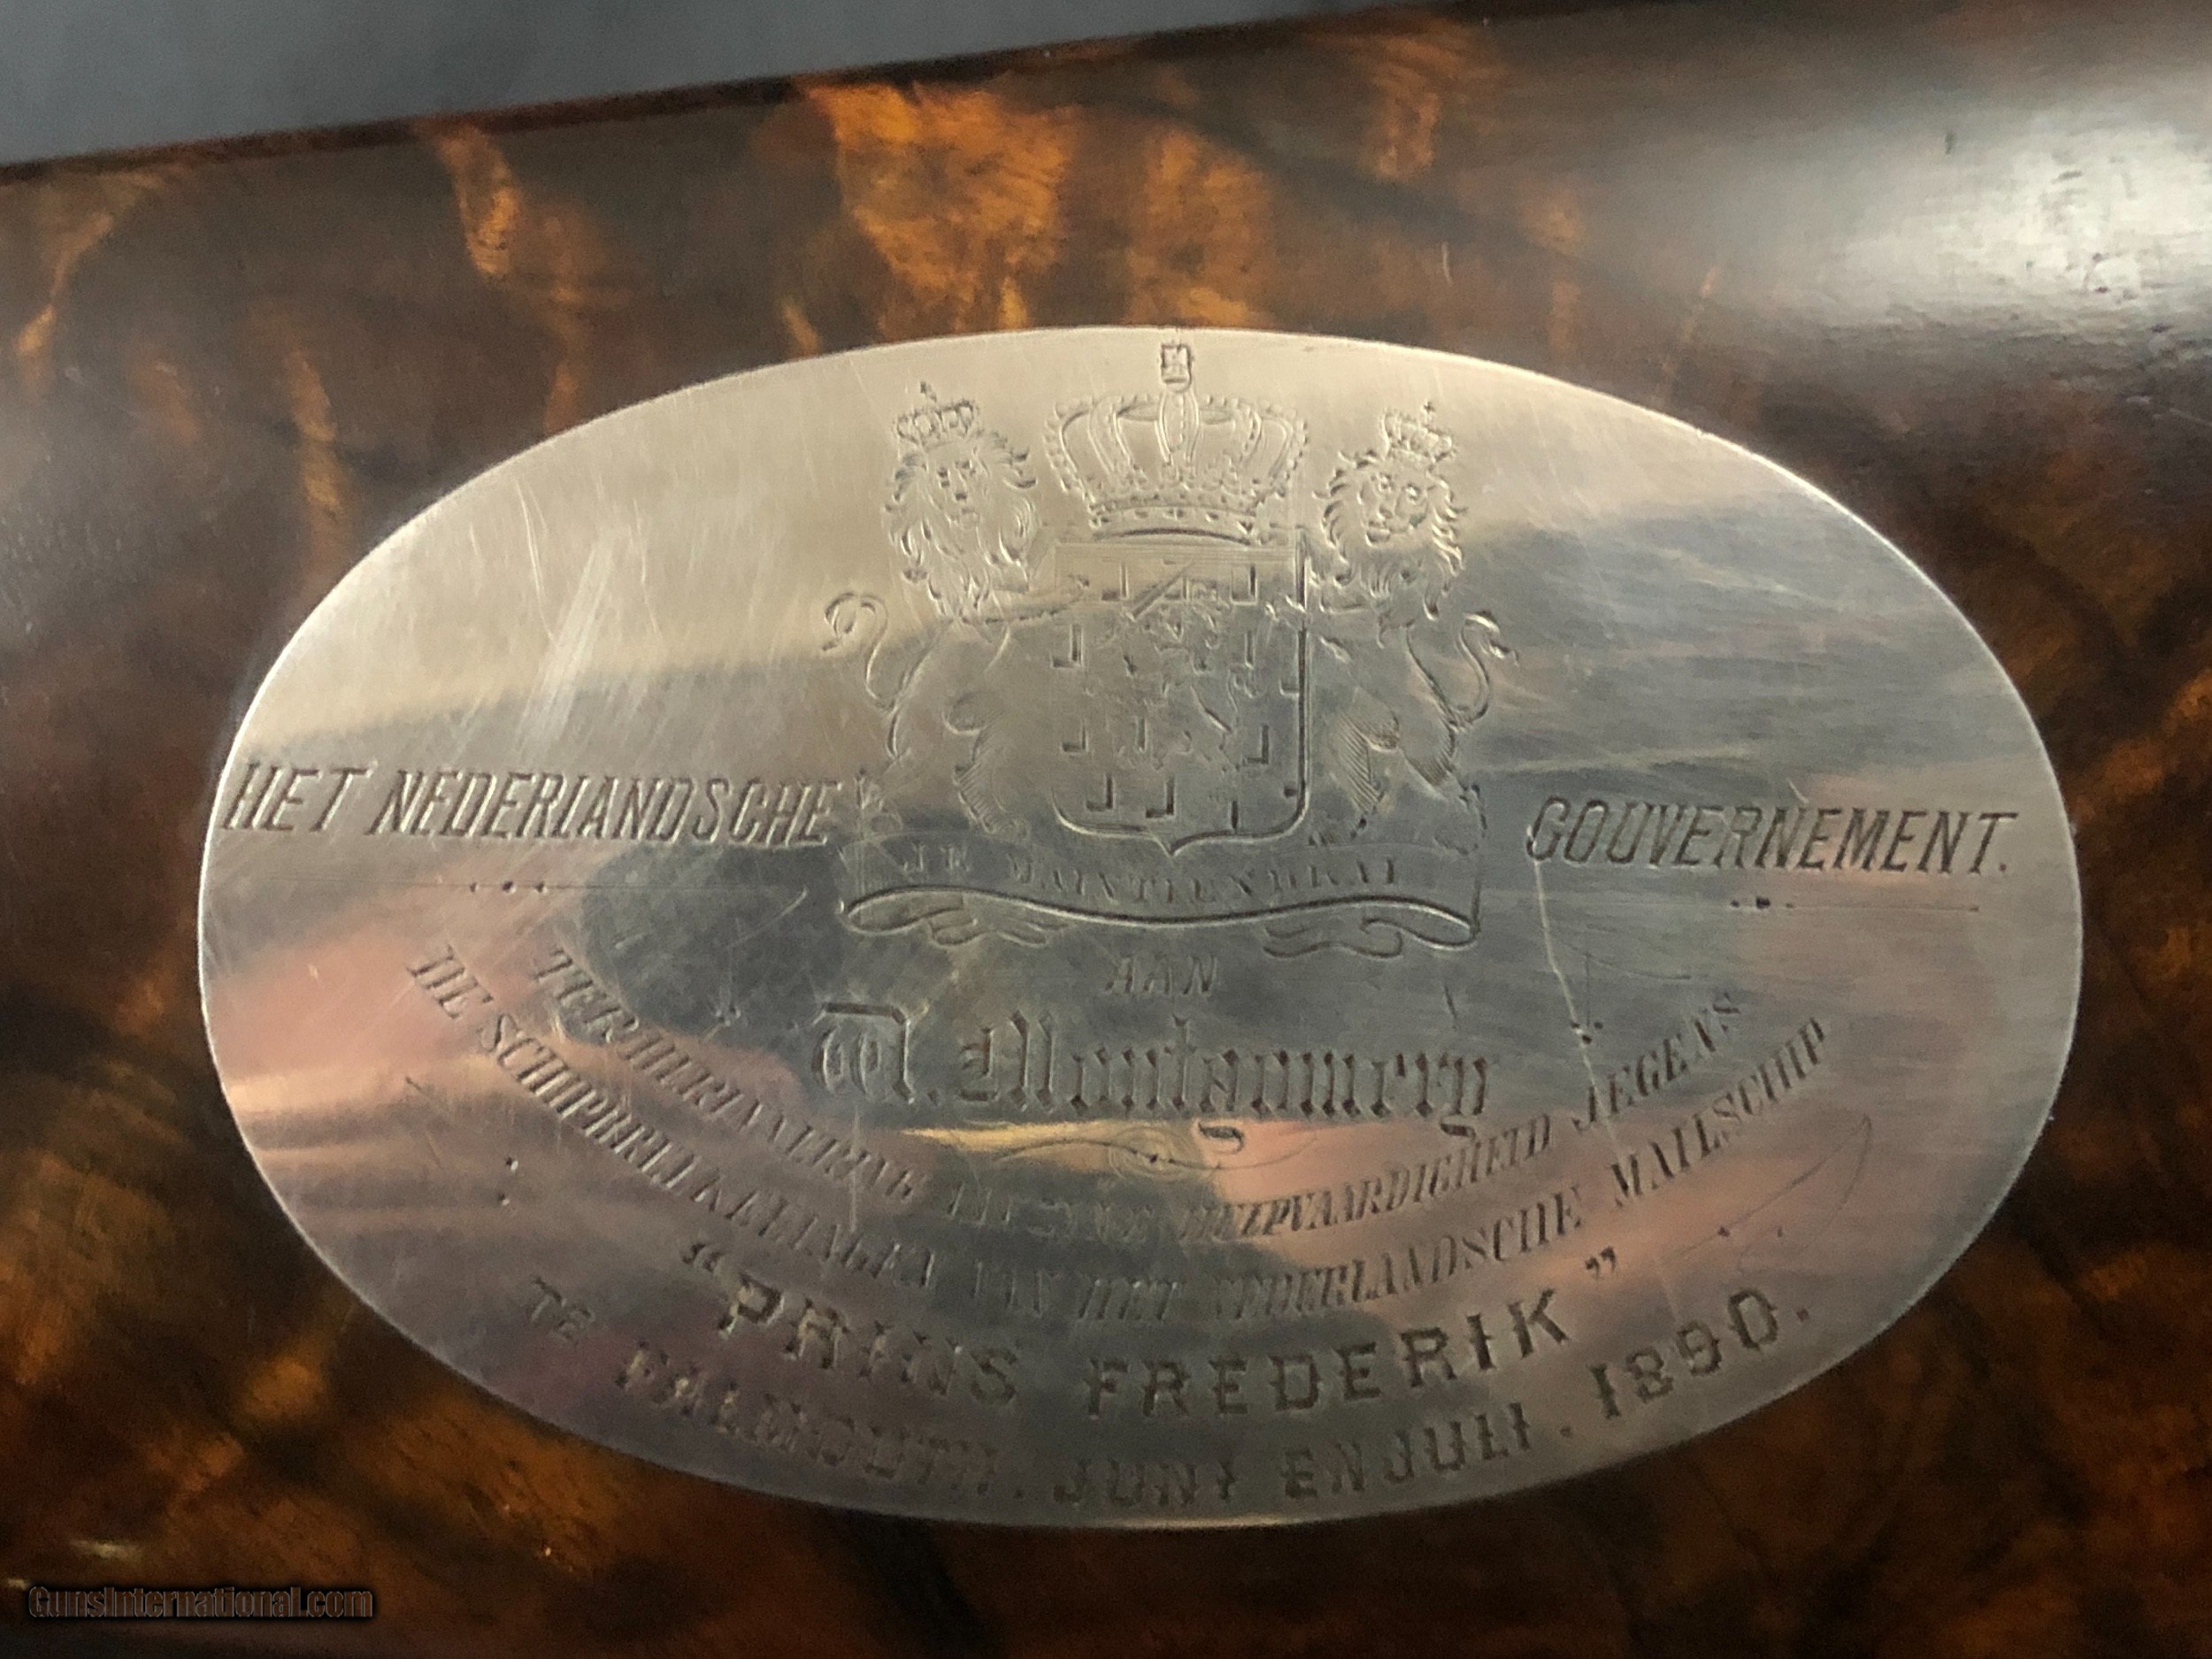 HET NEDERLANDSCHE GOUVERNEMENT.
JE MAINTIENDRAI
AAN
W. Montgomery
TER HERINNERING AAN ZIJNE HULPVAARDIGHEID JEGENS
DE SCHIPBREUKELINGEN VAN HET NEDERLANDSCHE MAILSCHIP
"PRINS FREDERIK"
TE FALMOUTH. JUNI EN JULI. 1890.
GunsInternational.com